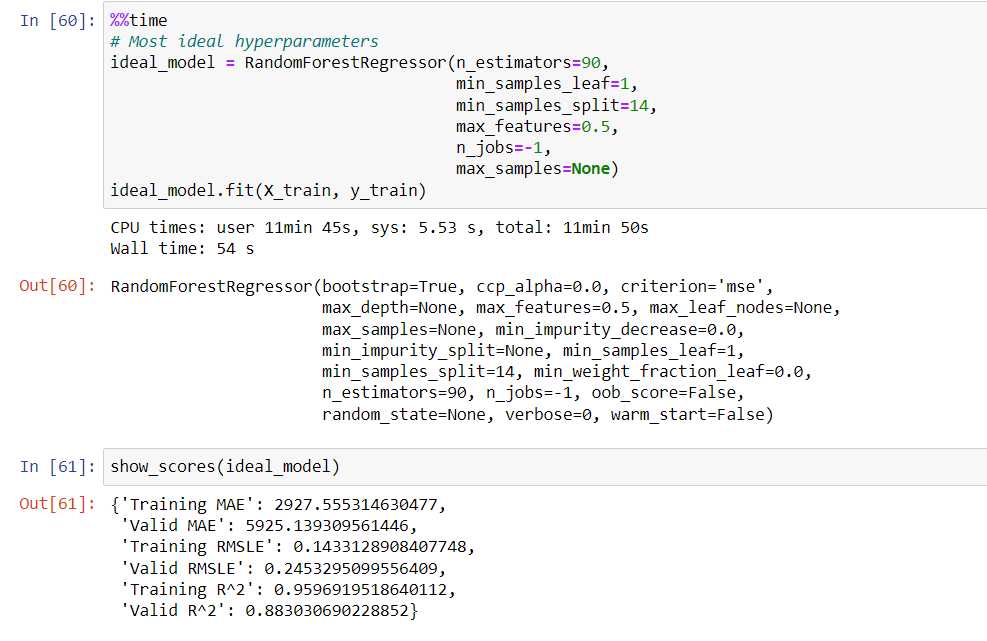 In [60]: %%time
# Most ideal hyperparameters
ideal_model = RandomForestRegressor(n_estimators=90,
min_samples_leaf=1,
min_samples_split=14,
max_features=0.5,
n_jobs=-1,
max_samples=None)
ideal_model.fit(X_train, y_train)
CPU times: user 11min 45s, sys: 5.53 s, total: 11min 50s
Wall time: 54 s
Out[60]: RandomForestRegressor(bootstrap=True, ccp_alpha=0.0, criterion='mse',
max_depth=None, max_features=0.5, max_leaf_nodes=None,
max_samples=None, min_impurity_decrease=0.0,
min_impurity_split=None, min_samples_leaf=1,
min_samples_split=14, min_weight_fraction_leaf=0.0,
n_estimators=90, n_jobs=-1, oob_score=False,
random_state=None, verbose=0, warm_start=False)
In [61]: show_scores(ideal_model)
Out[61]: {'Training MAE': 2927.555314630477,
'Valid MAE': 5925.139309561446,
'Training RMSLE': 0.1433128908407748,
'Valid RMSLE': 0.2453295099556409,
'Training R^2': 0.9596919518640112,
'Valid R^2': 0.883030690228852}